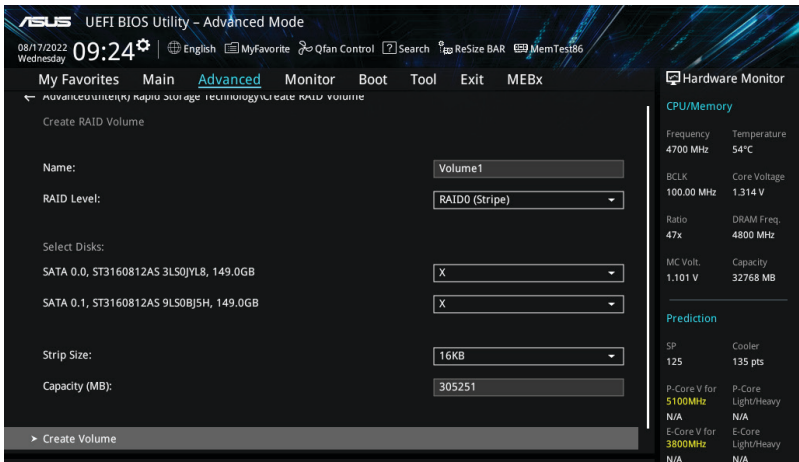 ASUS UEFI BIOS Utility – Advanced Mode
08/17/2022 Wednesday 09:24 English MyFavorite Qfan Control ? Search ReSize BAR MemTest86
My Favorites Main Advanced Monitor Boot Tool Exit MEBx
← Advanced\Intel(R) Rapid Storage Technology\Create RAID Volume
Create RAID Volume
Name: Volume1
RAID Level: RAID0 (Stripe)
Select Disks:
SATA 0.0, ST3160812AS 3LS0JYL8, 149.0GB X
SATA 0.1, ST3160812AS 9LS0BJ5H, 149.0GB X
Strip Size: 16KB
Capacity (MB): 305251
> Create Volume
Hardware Monitor
CPU/Memory
Frequency Temperature
4700 MHz 54°C
BCLK Core Voltage
100.00 MHz 1.314 V
Ratio DRAM Freq.
47x 4800 MHz
MC Volt. Capacity
1.101 V 32768 MB
Prediction
SP Cooler
125 135 pts
P-Core V for P-Core
5100MHz Light/Heavy
N/A N/A
E-Core V for E-Core
3800MHz Light/Heavy
N/A N/A